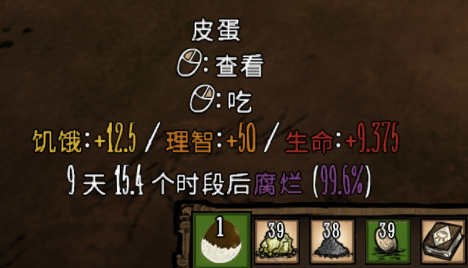 皮蛋
: 查看
: 吃
饥饿: +12.5 / 理智: +50 / 生命: +9.375
9 天 15.4 个时段后腐烂 (99.6%)
1 39 38 39